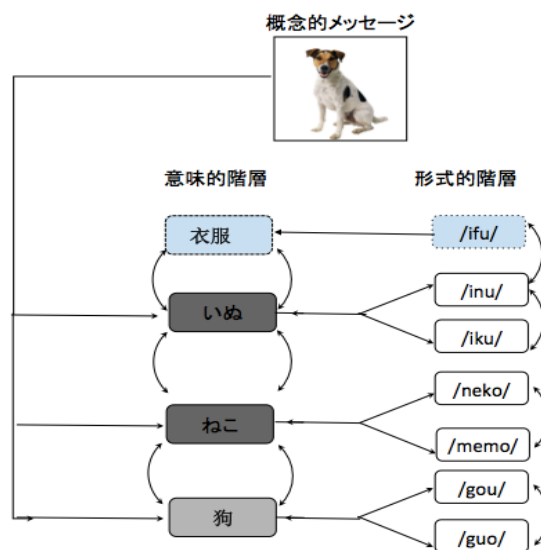 概念的メッセージ
意味的階層
形式的階層
衣服
/ifu/
いぬ
/inu/
/iku/
ねこ
/neko/
/memo/
狗
/gou/
/guo/